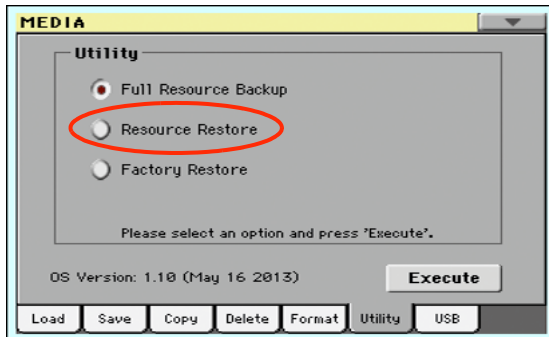 MEDIA
Utility
Full Resource Backup
Resource Restore
Factory Restore
Please select an option and press 'Execute'.
OS Version: 1.10 (May 16 2013)
Execute
Load Save Copy Delete Format Utility USB